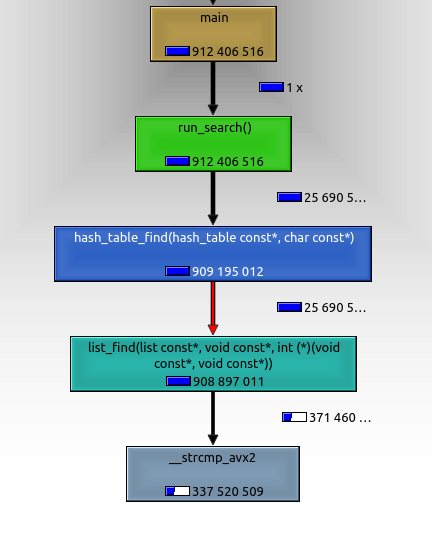 main
912 406 516
1 x
run_search()
912 406 516
25 690 5…
hash_table_find(hash_table const*, char const*)
909 195 012
25 690 5…
list_find(list const*, void const*, int (*)(void
const*, void const*))
908 897 011
371 460 …
__strcmp_avx2
337 520 509